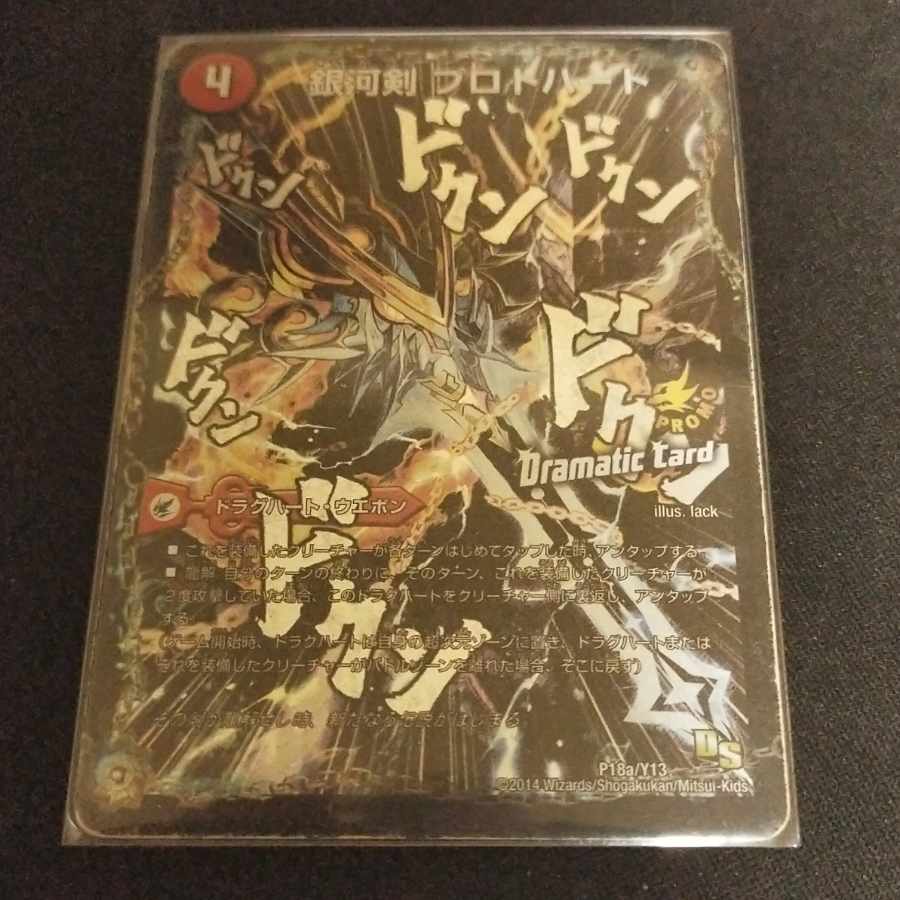 4
銀河剣 プロトハート
ドクン
ドクン
ドクン
ドクン
ドクン
PROMO
Dramatic Card
illus. lack
ドラグハート・ウエポン
ドクン
■ これを装備したクリーチャーが各ターンはじめてタップした時、アンタップする。
■ 龍解:自分のターンの終わりに、そのターン、これを装備したクリーチャーが
2度攻撃していた場合、このドラグハートをクリーチャー側に裏返し、アンタップ
する。
(ゲーム開始時、ドラグハートは自身の超次元ゾーンに置き、ドラグハートまたは
それを装備したクリーチャーがバトルゾーンを離れた場合、そこに戻す)
DS
P18a/Y13
©2014 Wizards/Shogakukan/Mitsui-Kids